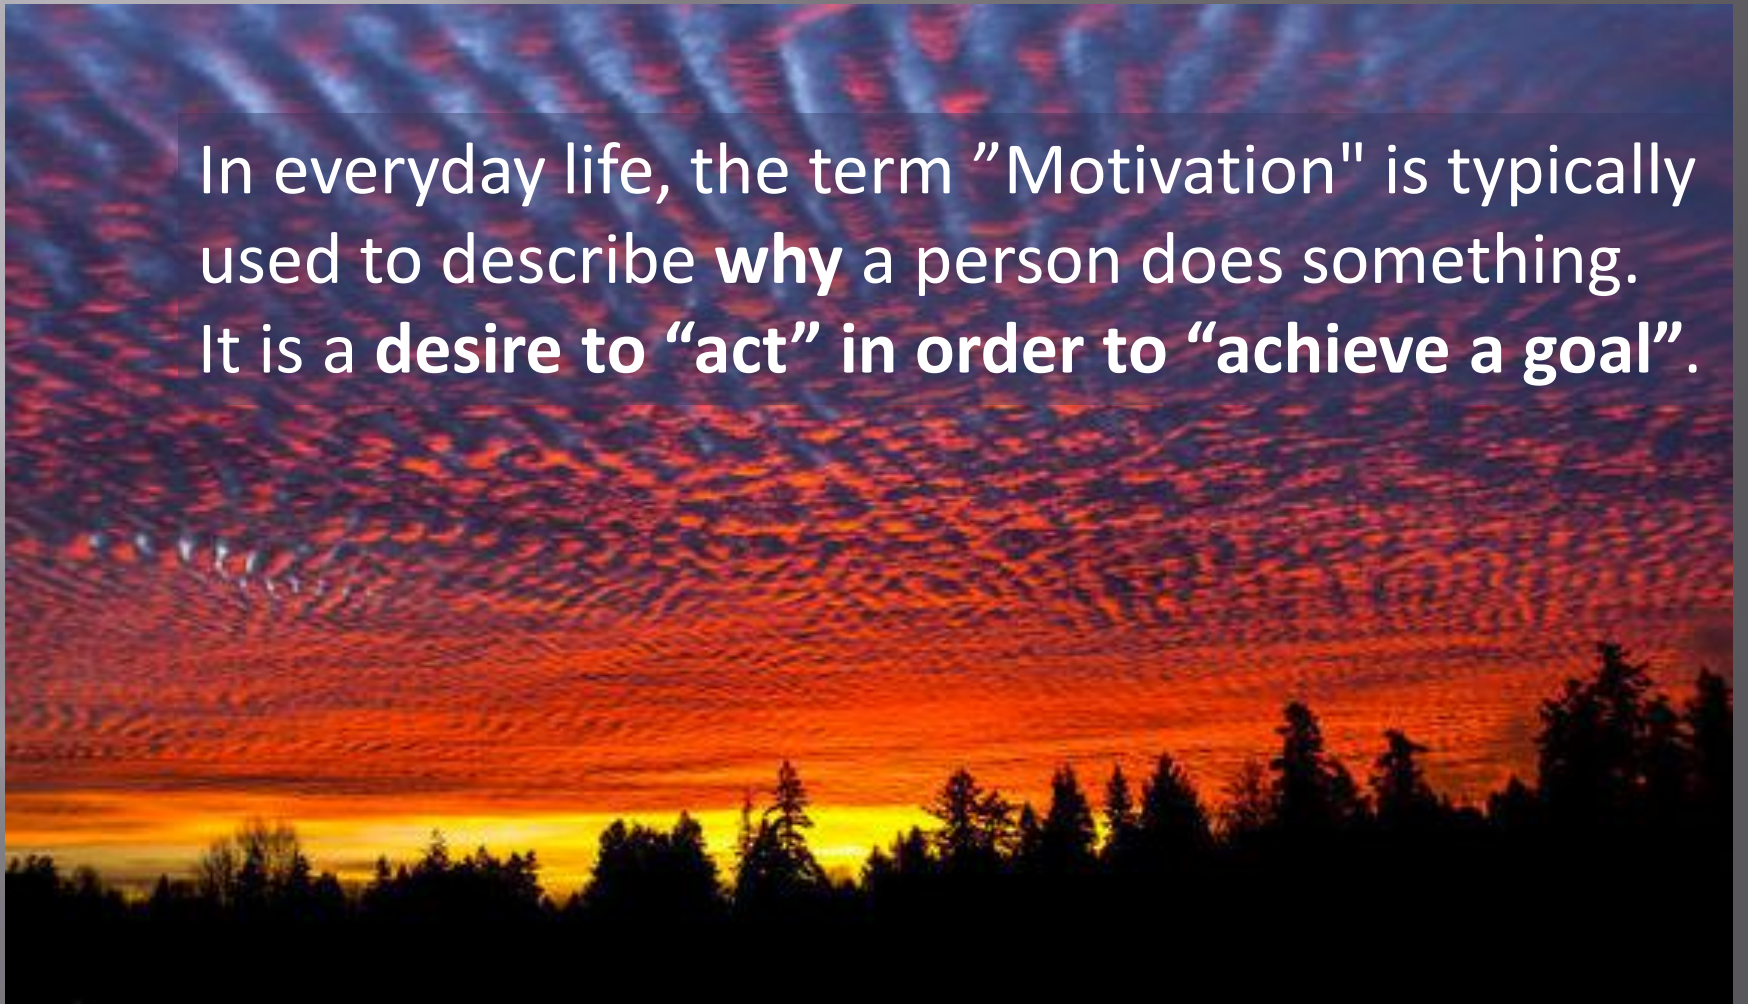 In everyday life, the term ”Motivation" is typically
used to describe why a person does something.
It is a desire to “act” in order to “achieve a goal”.